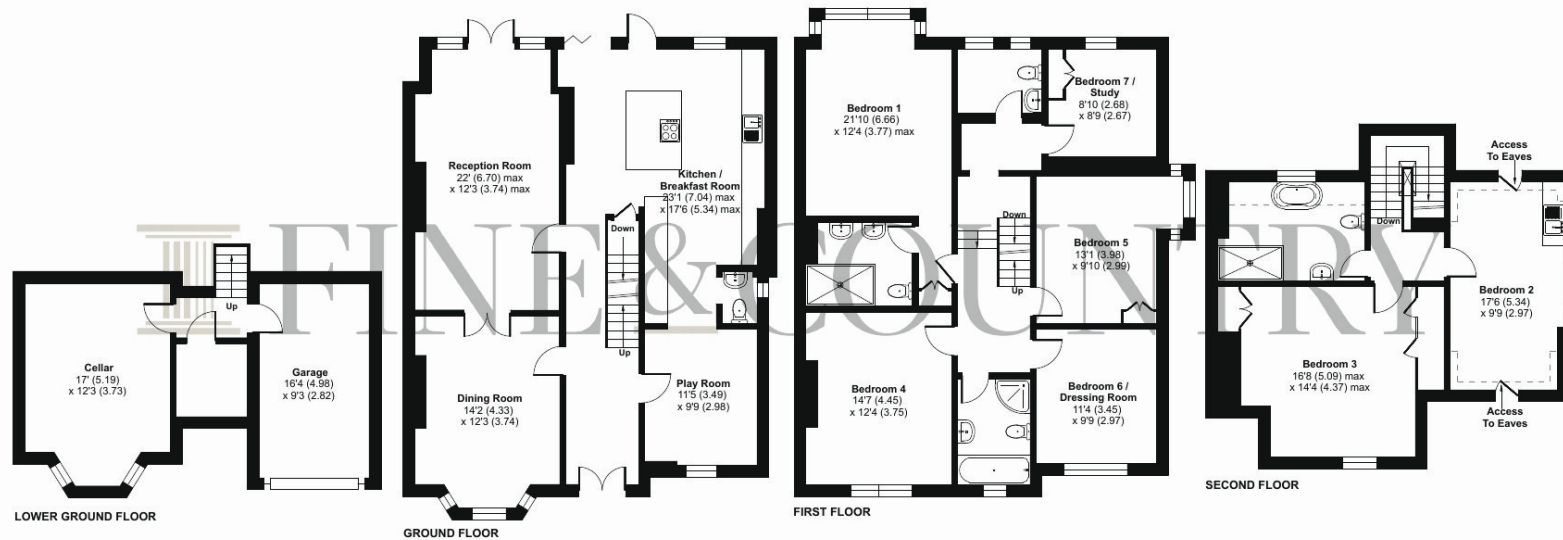 FINE & COUNTRY
Cellar
17' (5.19)
x 12'3 (3.73)
Up
Garage
16'4 (4.98)
x 9'3 (2.82)
LOWER GROUND FLOOR
Reception Room
22' (6.70) max
x 12'3 (3.74) max
Kitchen /
Breakfast Room
23'1 (7.04) max
x 17'6 (5.34) max
Down
Up
Dining Room
14'2 (4.33)
x 12'3 (3.74)
Play Room
11'5 (3.49)
x 9'9 (2.98)
GROUND FLOOR
Bedroom 1
21'10 (6.66)
x 12'4 (3.77) max
Bedroom 7 /
Study
8'10 (2.68)
x 8'9 (2.67)
Down
Up
Bedroom 5
13'1 (3.98)
x 9'10 (2.99)
Bedroom 4
14'7 (4.45)
x 12'4 (3.75)
Bedroom 6 /
Dressing Room
11'4 (3.45)
x 9'9 (2.97)
FIRST FLOOR
Access
To Eaves
Down
Bedroom 2
17'6 (5.34)
x 9'9 (2.97)
Bedroom 3
16'8 (5.09) max
x 14'4 (4.37) max
Access
To Eaves
SECOND FLOOR